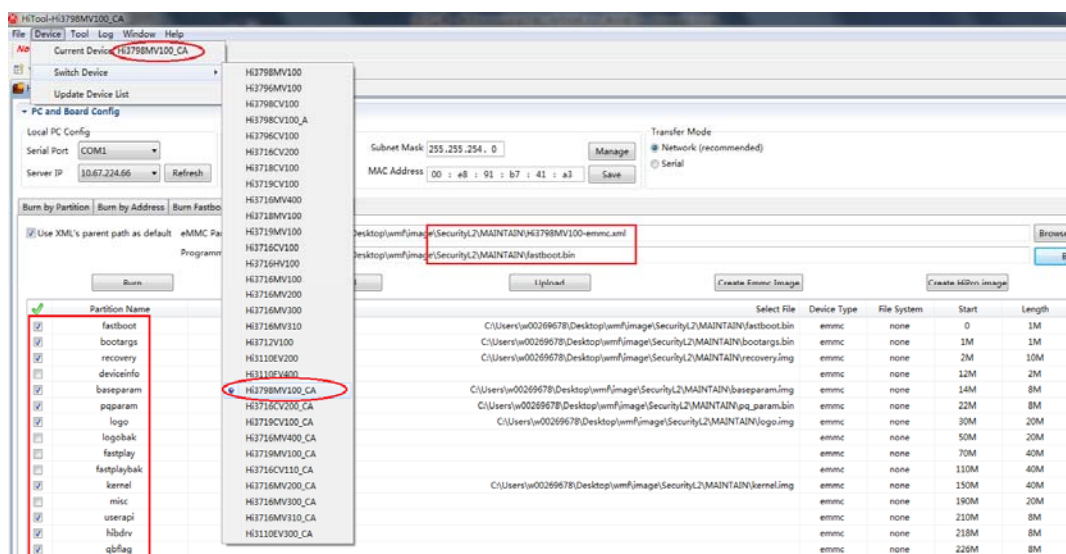 HiTool-Hi3798MV100_CA
File Device Tool Log Window Help
Current Device: Hi3798MV100_CA
Switch Device
Update Device List
Hi3798MV100
Hi3796MV100
Hi3798CV100
Hi3798CV100_A
Hi3796CV100
Hi3716CV200
Hi3718CV100
Hi3719CV100
Hi3716MV400
Hi3718MV100
Hi3719MV100
Hi3716CV100
Hi3716HV100
Hi3716MV100
Hi3716MV200
Hi3716MV300
Hi3716MV310
Hi3712V100
Hi3110EV200
Hi3110EV400
Hi3798MV100_CA
Hi3716CV200_CA
Hi3719CV100_CA
Hi3716MV400_CA
Hi3719MV100_CA
Hi3716CV110_CA
Hi3716MV200_CA
Hi3716MV300_CA
Hi3716MV310_CA
Hi3110EV300_CA
PC and Board Config
Local PC Config
Serial Port COM1
Server IP 10.67.224.66 Refresh
Subnet Mask 255.255.254. 0 Manage
MAC Address 00 : e8 : 91 : b7 : 41 : a3 Save
Transfer Mode
Network (recommended)
Serial
Burn by Partition Burn by Address Burn Fastbo
Use XML's parent path as default eMMC Pa Desktop\wmf\image\SecurityL2\MAINTAIN\Hi3798MV100-emmc.xml Browse
Programm Desktop\wmf\image\SecurityL2\MAINTAIN\fastboot.bin
Burn Upload Create Emmc Image Create HiPro image
Partition Name Select File Device Type File System Start Length
fastboot C:\Users\w00269678\Desktop\wmf\image\SecurityL2\MAINTAIN\fastboot.bin emmc none 0 1M
bootargs C:\Users\w00269678\Desktop\wmf\image\SecurityL2\MAINTAIN\bootargs.bin emmc none 1M 1M
recovery C:\Users\w00269678\Desktop\wmf\image\SecurityL2\MAINTAIN\recovery.img emmc none 2M 10M
deviceinfo emmc none 12M 2M
baseparam C:\Users\w00269678\Desktop\wmf\image\SecurityL2\MAINTAIN\baseparam.img emmc none 14M 8M
pqparam C:\Users\w00269678\Desktop\wmf\image\SecurityL2\MAINTAIN\pq_param.bin emmc none 22M 8M
logo C:\Users\w00269678\Desktop\wmf\image\SecurityL2\MAINTAIN\logo.img emmc none 30M 20M
logobak emmc none 50M 20M
fastplay emmc none 70M 40M
fastplaybak emmc none 110M 40M
kernel C:\Users\w00269678\Desktop\wmf\image\SecurityL2\MAINTAIN\kernel.img emmc none 150M 40M
misc emmc none 190M 20M
userapi emmc none 210M 8M
hibdrv emmc none 218M 8M
qbflag emmc none 226M 8M